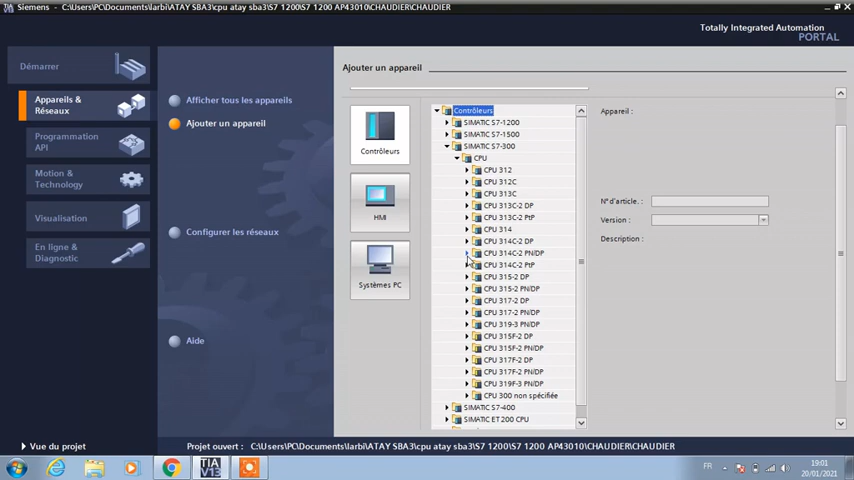 Siemens - C:\Users\PC\Documents\larbi\ATAY SBA3\cpu atay sba3\S7 1200\S7 1200 AP43010\CHAUDIER\CHAUDIER
Totally Integrated Automation
PORTAL
Démarrer
Appareils & Réseaux
Programmation API
Motion & Technology
Visualisation
En ligne & Diagnostic
Afficher tous les appareils
Ajouter un appareil
Configurer les réseaux
Aide
Ajouter un appareil
Contrôleurs
HMI
Systèmes PC
Contrôleurs
SIMATIC S7-1200
SIMATIC S7-1500
SIMATIC S7-300
CPU
CPU 312
CPU 312C
CPU 313C
CPU 313C-2 DP
CPU 313C-2 PtP
CPU 314
CPU 314C-2 DP
CPU 314C-2 PN/DP
CPU 314C-2 PtP
CPU 315-2 DP
CPU 315-2 PN/DP
CPU 317-2 DP
CPU 317-2 PN/DP
CPU 319-3 PN/DP
CPU 315F-2 DP
CPU 315F-2 PN/DP
CPU 317F-2 DP
CPU 317F-2 PN/DP
CPU 319F-3 PN/DP
CPU 300 non spécifiée
SIMATIC S7-400
SIMATIC ET 200 CPU
Appareil :
N° d'article. :
Version :
Description :
Vue du projet
Projet ouvert : C:\Users\PC\Documents\larbi\ATAY SBA3\cpu atay sba3\S7 1200\S7 1200 AP43010\CHAUDIER\CHAUDIER
TIA V13
FR
19:01
20/01/2021